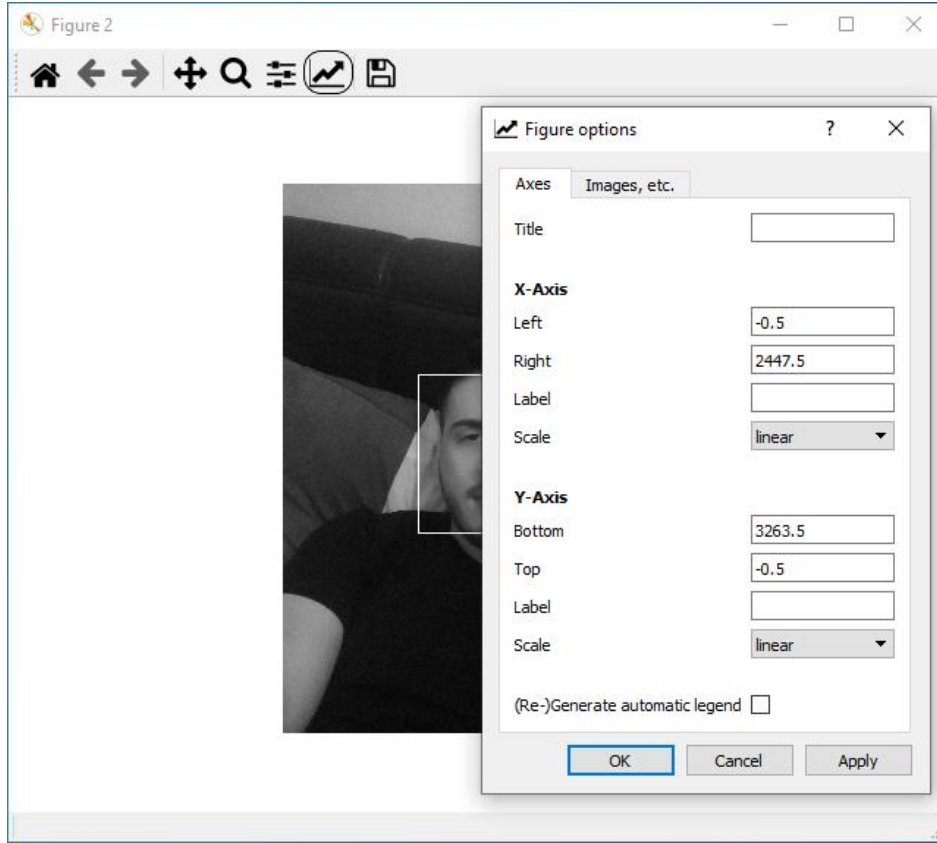 Figure 2
Figure options
?
Axes
Images, etc.
Title
X-Axis
Left
-0.5
Right
2447.5
Label
Scale
linear
Y-Axis
Bottom
3263.5
Top
-0.5
Label
Scale
linear
(Re-)Generate automatic legend
OK
Cancel
Apply